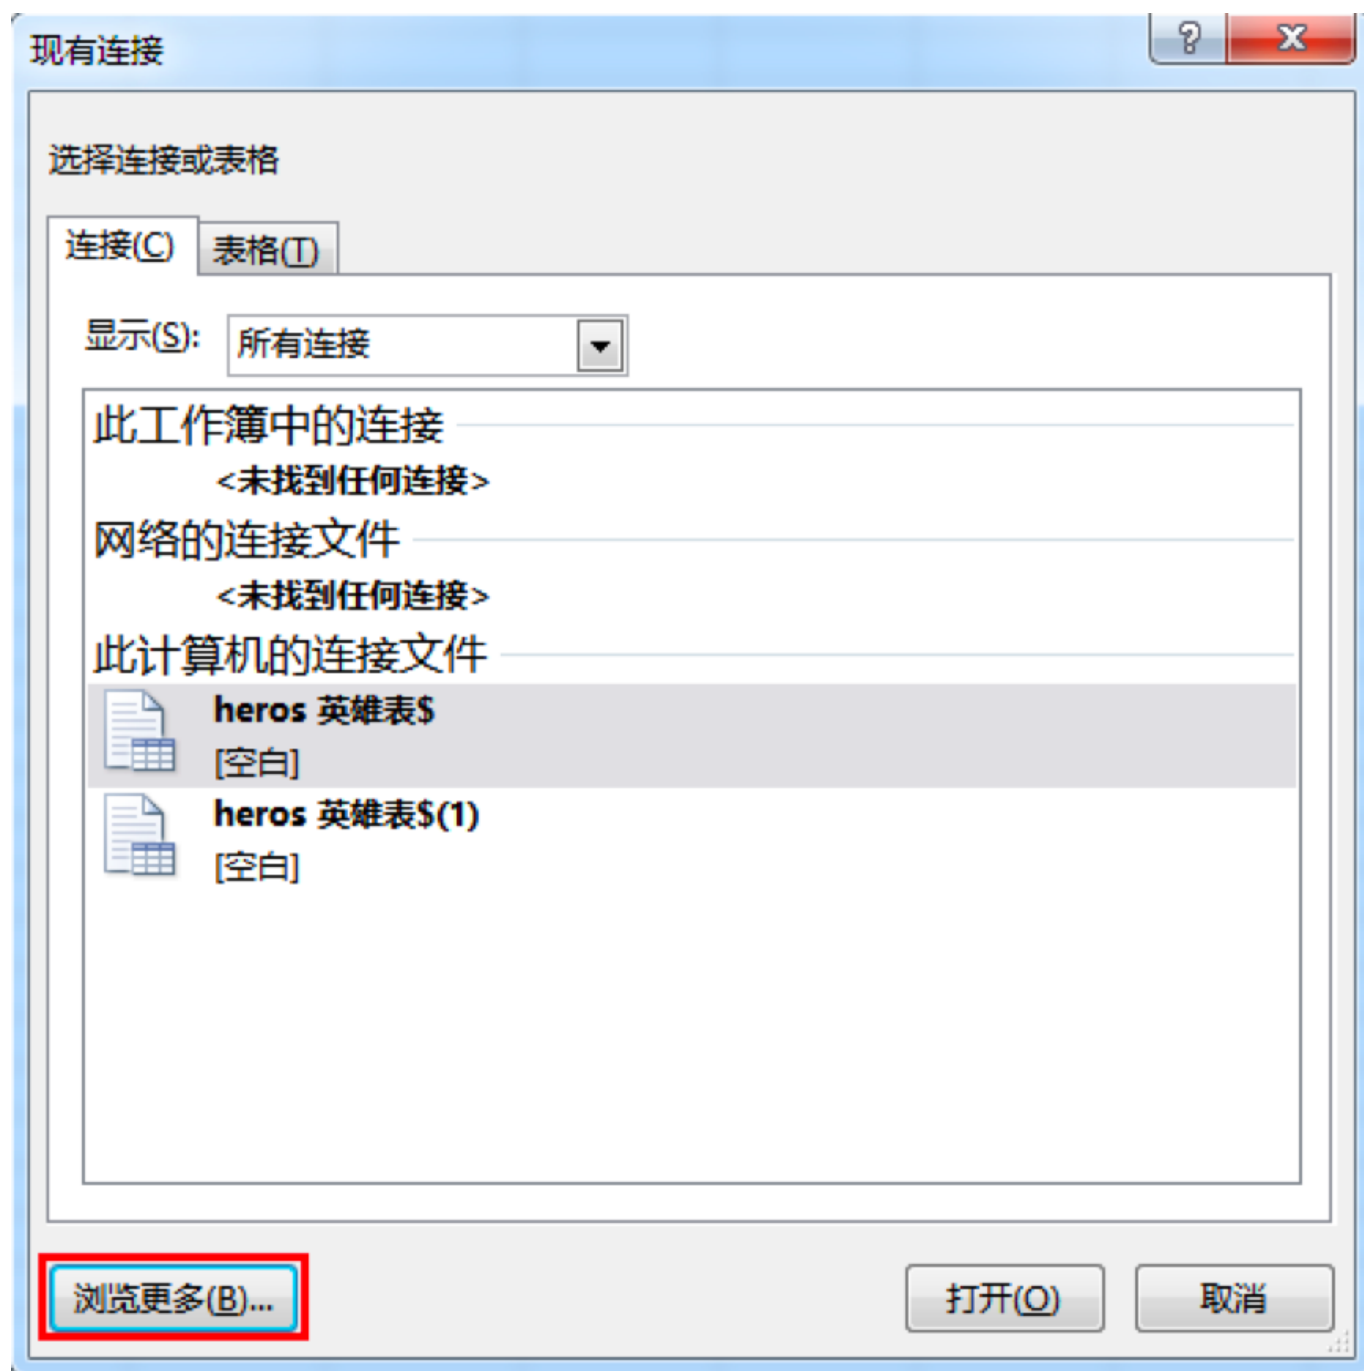 现有连接
?
选择连接或表格
连接(C) 表格(T)
显示(S): 所有连接
此工作簿中的连接
<未找到任何连接>
网络的连接文件
<未找到任何连接>
此计算机的连接文件
heros 英雄表$
[空白]
heros 英雄表$(1)
[空白]
浏览更多(B)... 打开(O) 取消